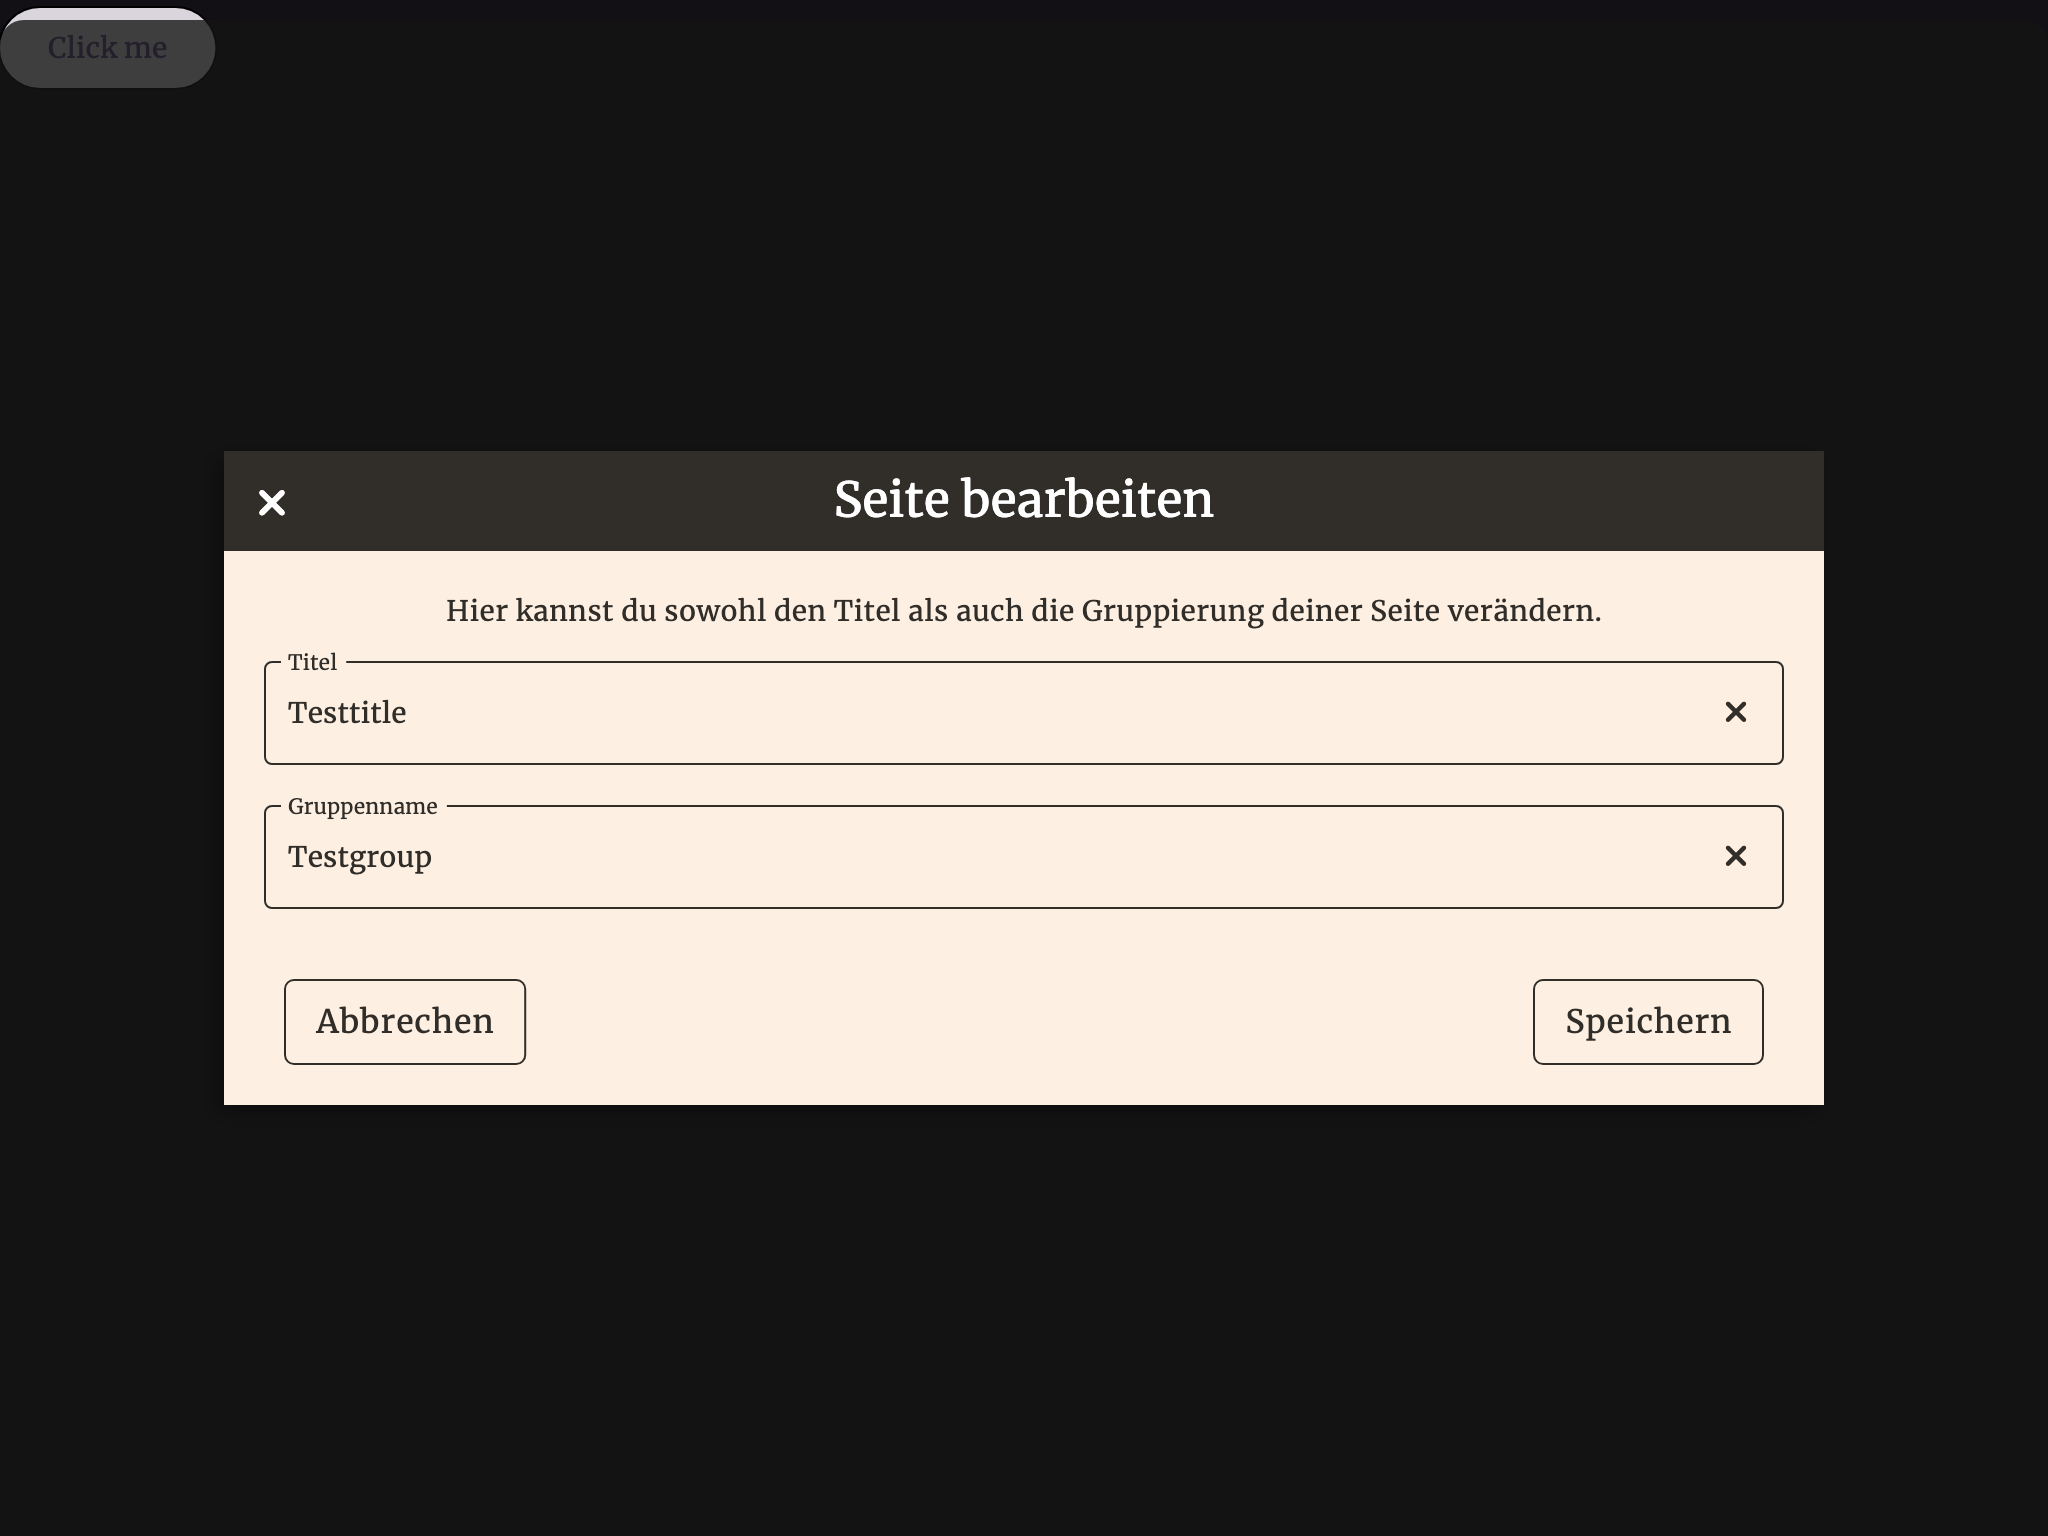 Click me
Seite bearbeiten
Hier kannst du sowohl den Titel als auch die Gruppierung deiner Seite verändern.
Titel
Testtitle
Gruppenname
Testgroup
Abbrechen
Speichern